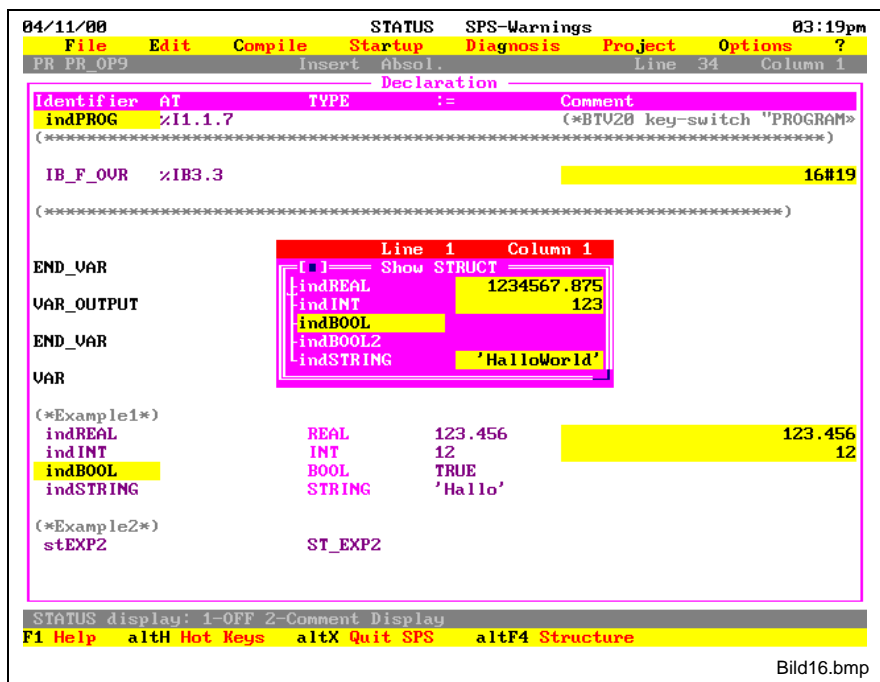 04/11/00 STATUS SPS-Warnings 03:19pm
File Edit Compile Startup Diagnosis Project Options ?
PR PR_OP9 Insert Absol. Line 34 Column 1
Declaration
Identifier AT TYPE := Comment
indPROG %I1.1.7 (*BTV20 key-switch "PROGRAM»
(***************************************************************************)
IB_F_OVR %IB3.3 16#19
(***********************************************************************)
Line 1 Column 1
END_VAR [■] Show STRUCT
indREAL 1234567.875
VAR_OUTPUT indINT 123
indBOOL
END_VAR indBOOL2
indSTRING 'HalloWorld'
VAR
(*Example1*)
indREAL REAL 123.456 123.456
indINT INT 12 12
indBOOL BOOL TRUE
indSTRING STRING 'Hallo'
(*Example2*)
stEXP2 ST_EXP2
STATUS display: 1-OFF 2-Comment Display
F1 Help altH Hot Keys altX Quit SPS altF4 Structure
Bild16.bmp